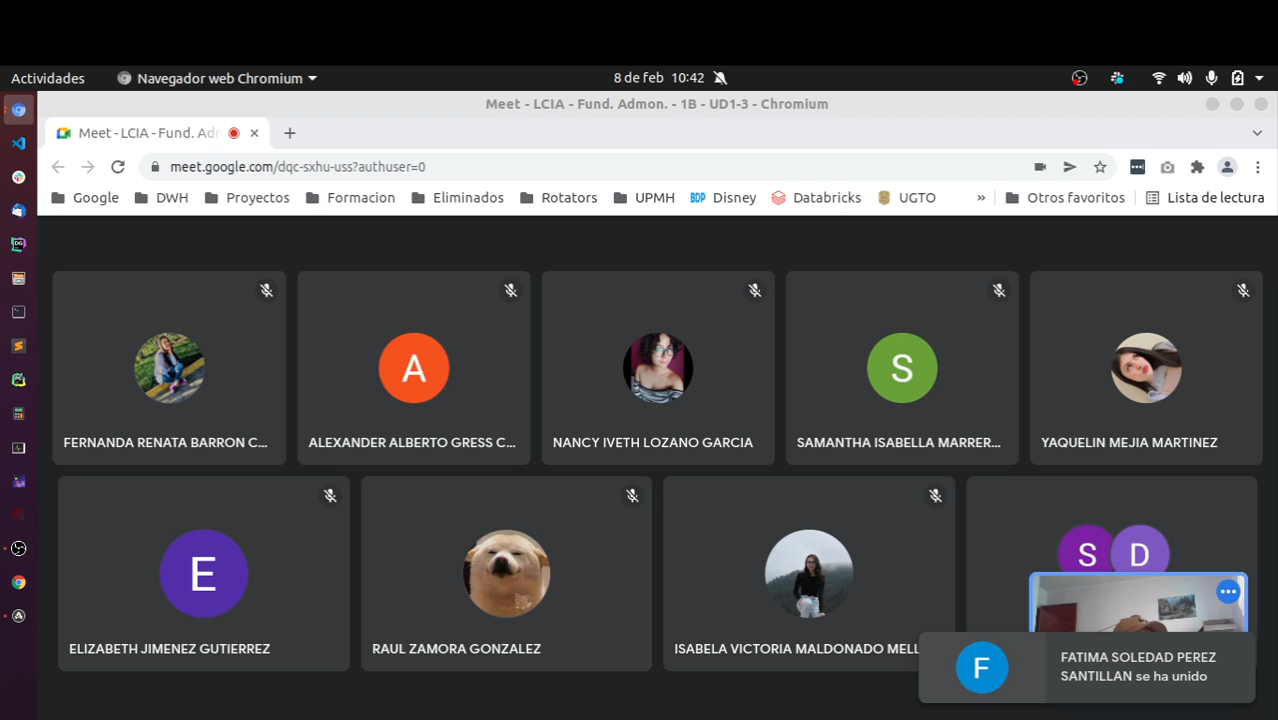 Actividades
Navegador web Chromium
8 de feb 10:42
Meet - LCIA - Fund. Admon. - 1B - UD1-3 - Chromium
Meet - LCIA - Fund. Adm
meet.google.com/dqc-sxhu-uss?authuser=0
Google
DWH
Proyectos
Formacion
Eliminados
Rotators
UPMH
BDP Disney
Databricks
UGTO
»
Otros favoritos
Lista de lectura
FERNANDA RENATA BARRON C...
A
ALEXANDER ALBERTO GRESS C...
NANCY IVETH LOZANO GARCIA
S
SAMANTHA ISABELLA MARRER...
YAQUELIN MEJIA MARTINEZ
E
ELIZABETH JIMENEZ GUTIERREZ
RAUL ZAMORA GONZALEZ
ISABELA VICTORIA MALDONADO MELL
S
D
F
FATIMA SOLEDAD PEREZ
SANTILLAN se ha unido